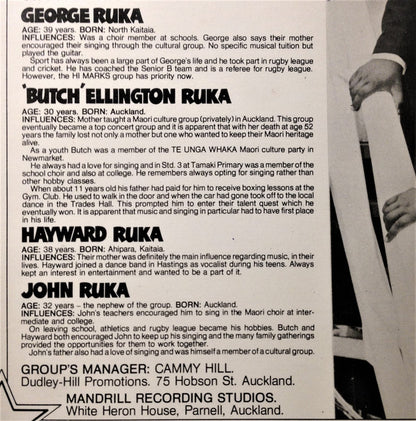 GEORGE RUKA
AGE: 39 years. BORN: North Kaitaia.
INFLUENCES: Was a choir member at schools. George also says their mother
encouraged their singing through the cultural group. No specific musical tuition but
played the guitar.
Sport has always been a large part of George's life and he took part in rugby league
and cricket. He has coached the Senior B team and is a referee for rugby league.
However, the HI MARKS group has priority now.
'BUTCH' ELLINGTON RUKA
AGE: 30 years. BORN: Auckland.
INFLUENCES: Mother taught a Maori culture group (privately) in Auckland. This group
eventually became a top concert group and it is apparent that with her death at age 52
years the family lost not only a mother but one who wanted to keep their Maori heritage
alive.
As a youth Butch was a member of the TE UNGA WHAKA Maori culture party in
Newmarket.
He always had a love for singing and in Std. 3 at Tamaki Primary was a member of the
school choir and also at college. He remembers always opting for singing rather than
other hobby classes.
When about 11 years old his father had paid for him to receive boxing lessons at the
Gym. Club. He used to walk in the door and when the car had gone took off to the local
dance in the Trades Hall. This prompted him to enter their talent quest which he
eventually won. It is apparent that music and singing in particular had to have first place
in his life.
HAYWARD RUKA
AGE: 38 years. BORN: Ahipara, Kaitaia.
INFLUENCES: Their mother was definitely the main influence regarding music, in their
lives. Hayward joined a dance band in Hastings as vocalist during his teens. Always
kept an interest in entertainment and wanted to be a part of it.
JOHN RUKA
AGE: 32 years – the nephew of the group. BORN: Auckland.
INFLUENCES: John's teachers encouraged him to sing in the Maori choir at inter-
mediate and college.
On leaving school, athletics and rugby league became his hobbies. Butch and
Hayward both encouraged John to keep up his singing and the many family gatherings
provided the opportunities for them to work together.
John's father also had a love of singing and was himself a member of a cultural group.
GROUP'S MANAGER: CAMMY HILL.
Dudley-Hill Promotions. 75 Hobson St. Auckland.
MANDRILL RECORDING STUDIOS.
White Heron House, Parnell, Auckland.